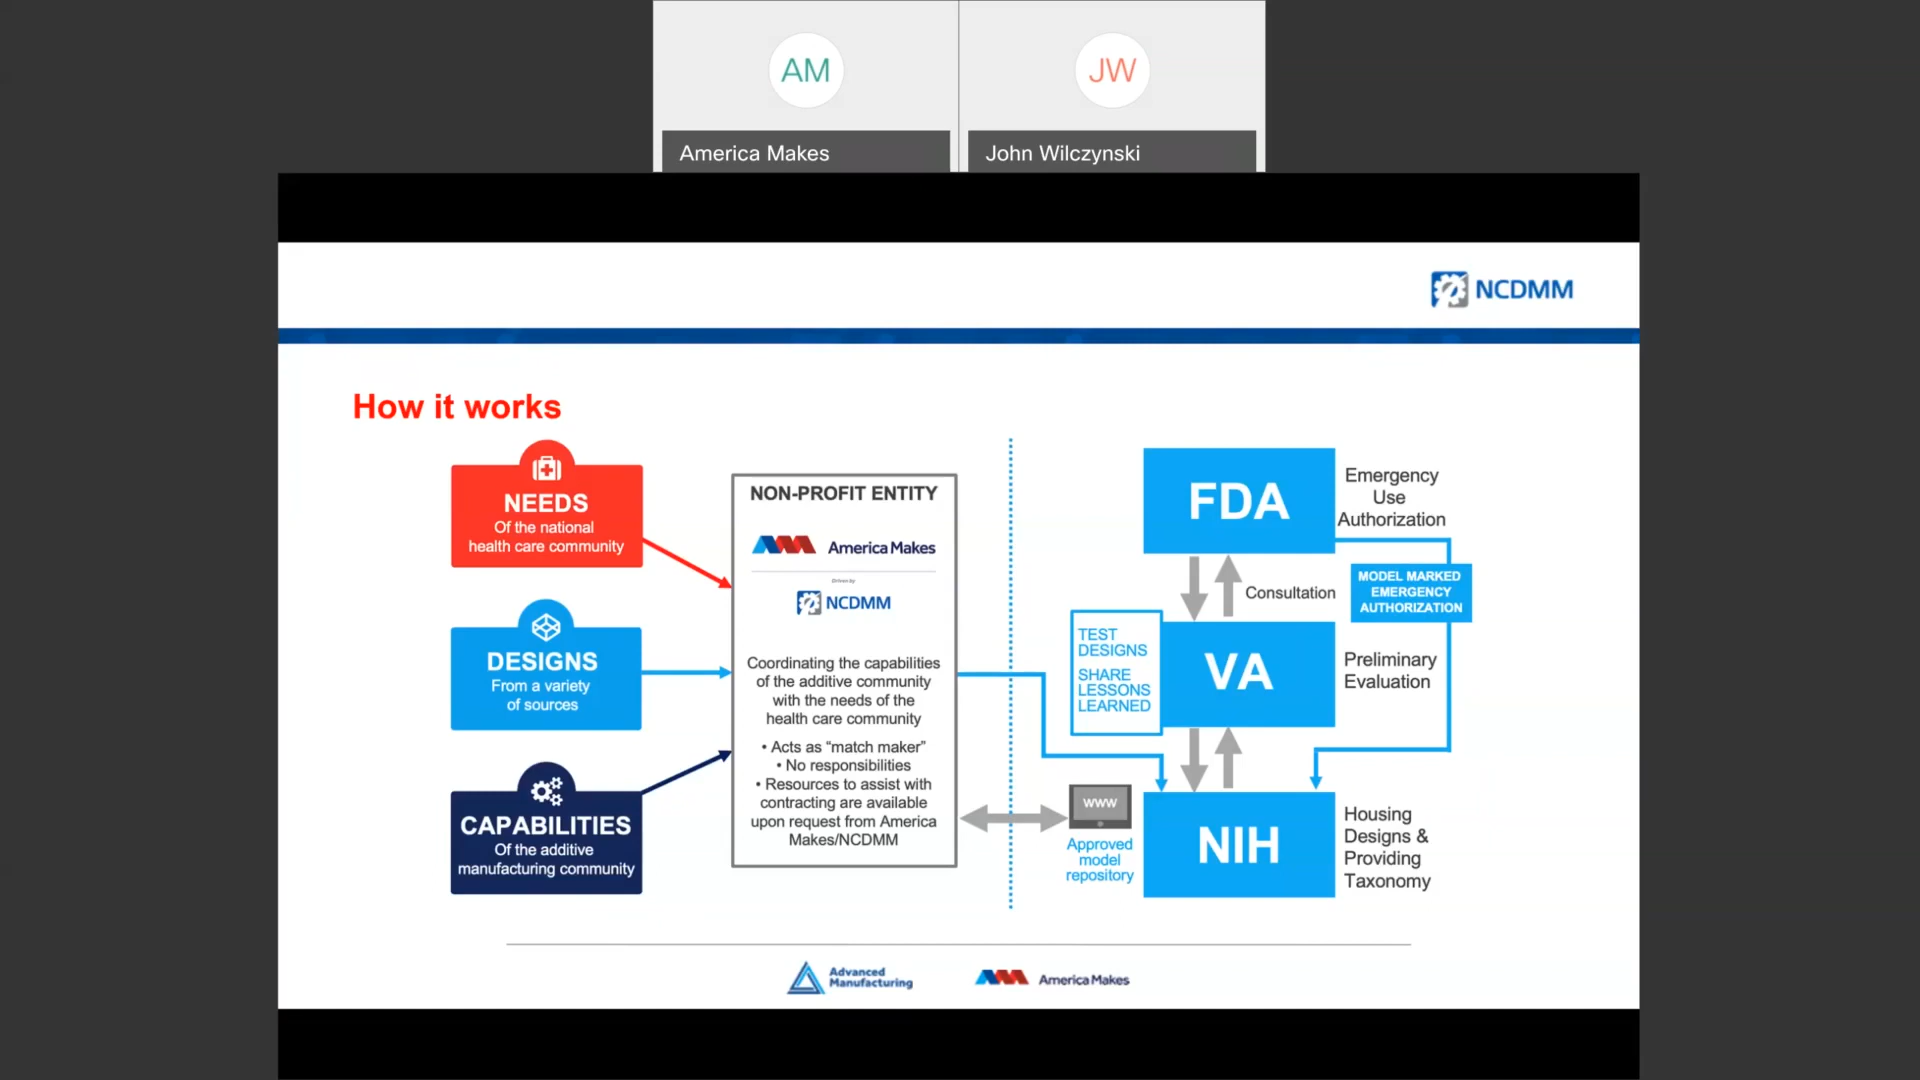 AM
JW
America Makes
John Wilczynski
NCDMM
How it works
NEEDS
Of the national
health care community
DESIGNS
From a variety
of sources
CAPABILITIES
Of the additive
manufacturing community
NON-PROFIT ENTITY
America Makes
Driven by
NCDMM
Coordinating the capabilities
of the additive community
with the needs of the
health care community
• Acts as “match maker”
• No responsibilities
• Resources to assist with
contracting are available
upon request from America
Makes/NCDMM
FDA
Emergency
Use
Authorization
Consultation
MODEL MARKED
EMERGENCY
AUTHORIZATION
TEST
DESIGNS
SHARE
LESSONS
LEARNED
VA
Preliminary
Evaluation
WWW
Approved
model
repository
NIH
Housing
Designs &
Providing
Taxonomy
Advanced
Manufacturing
America Makes